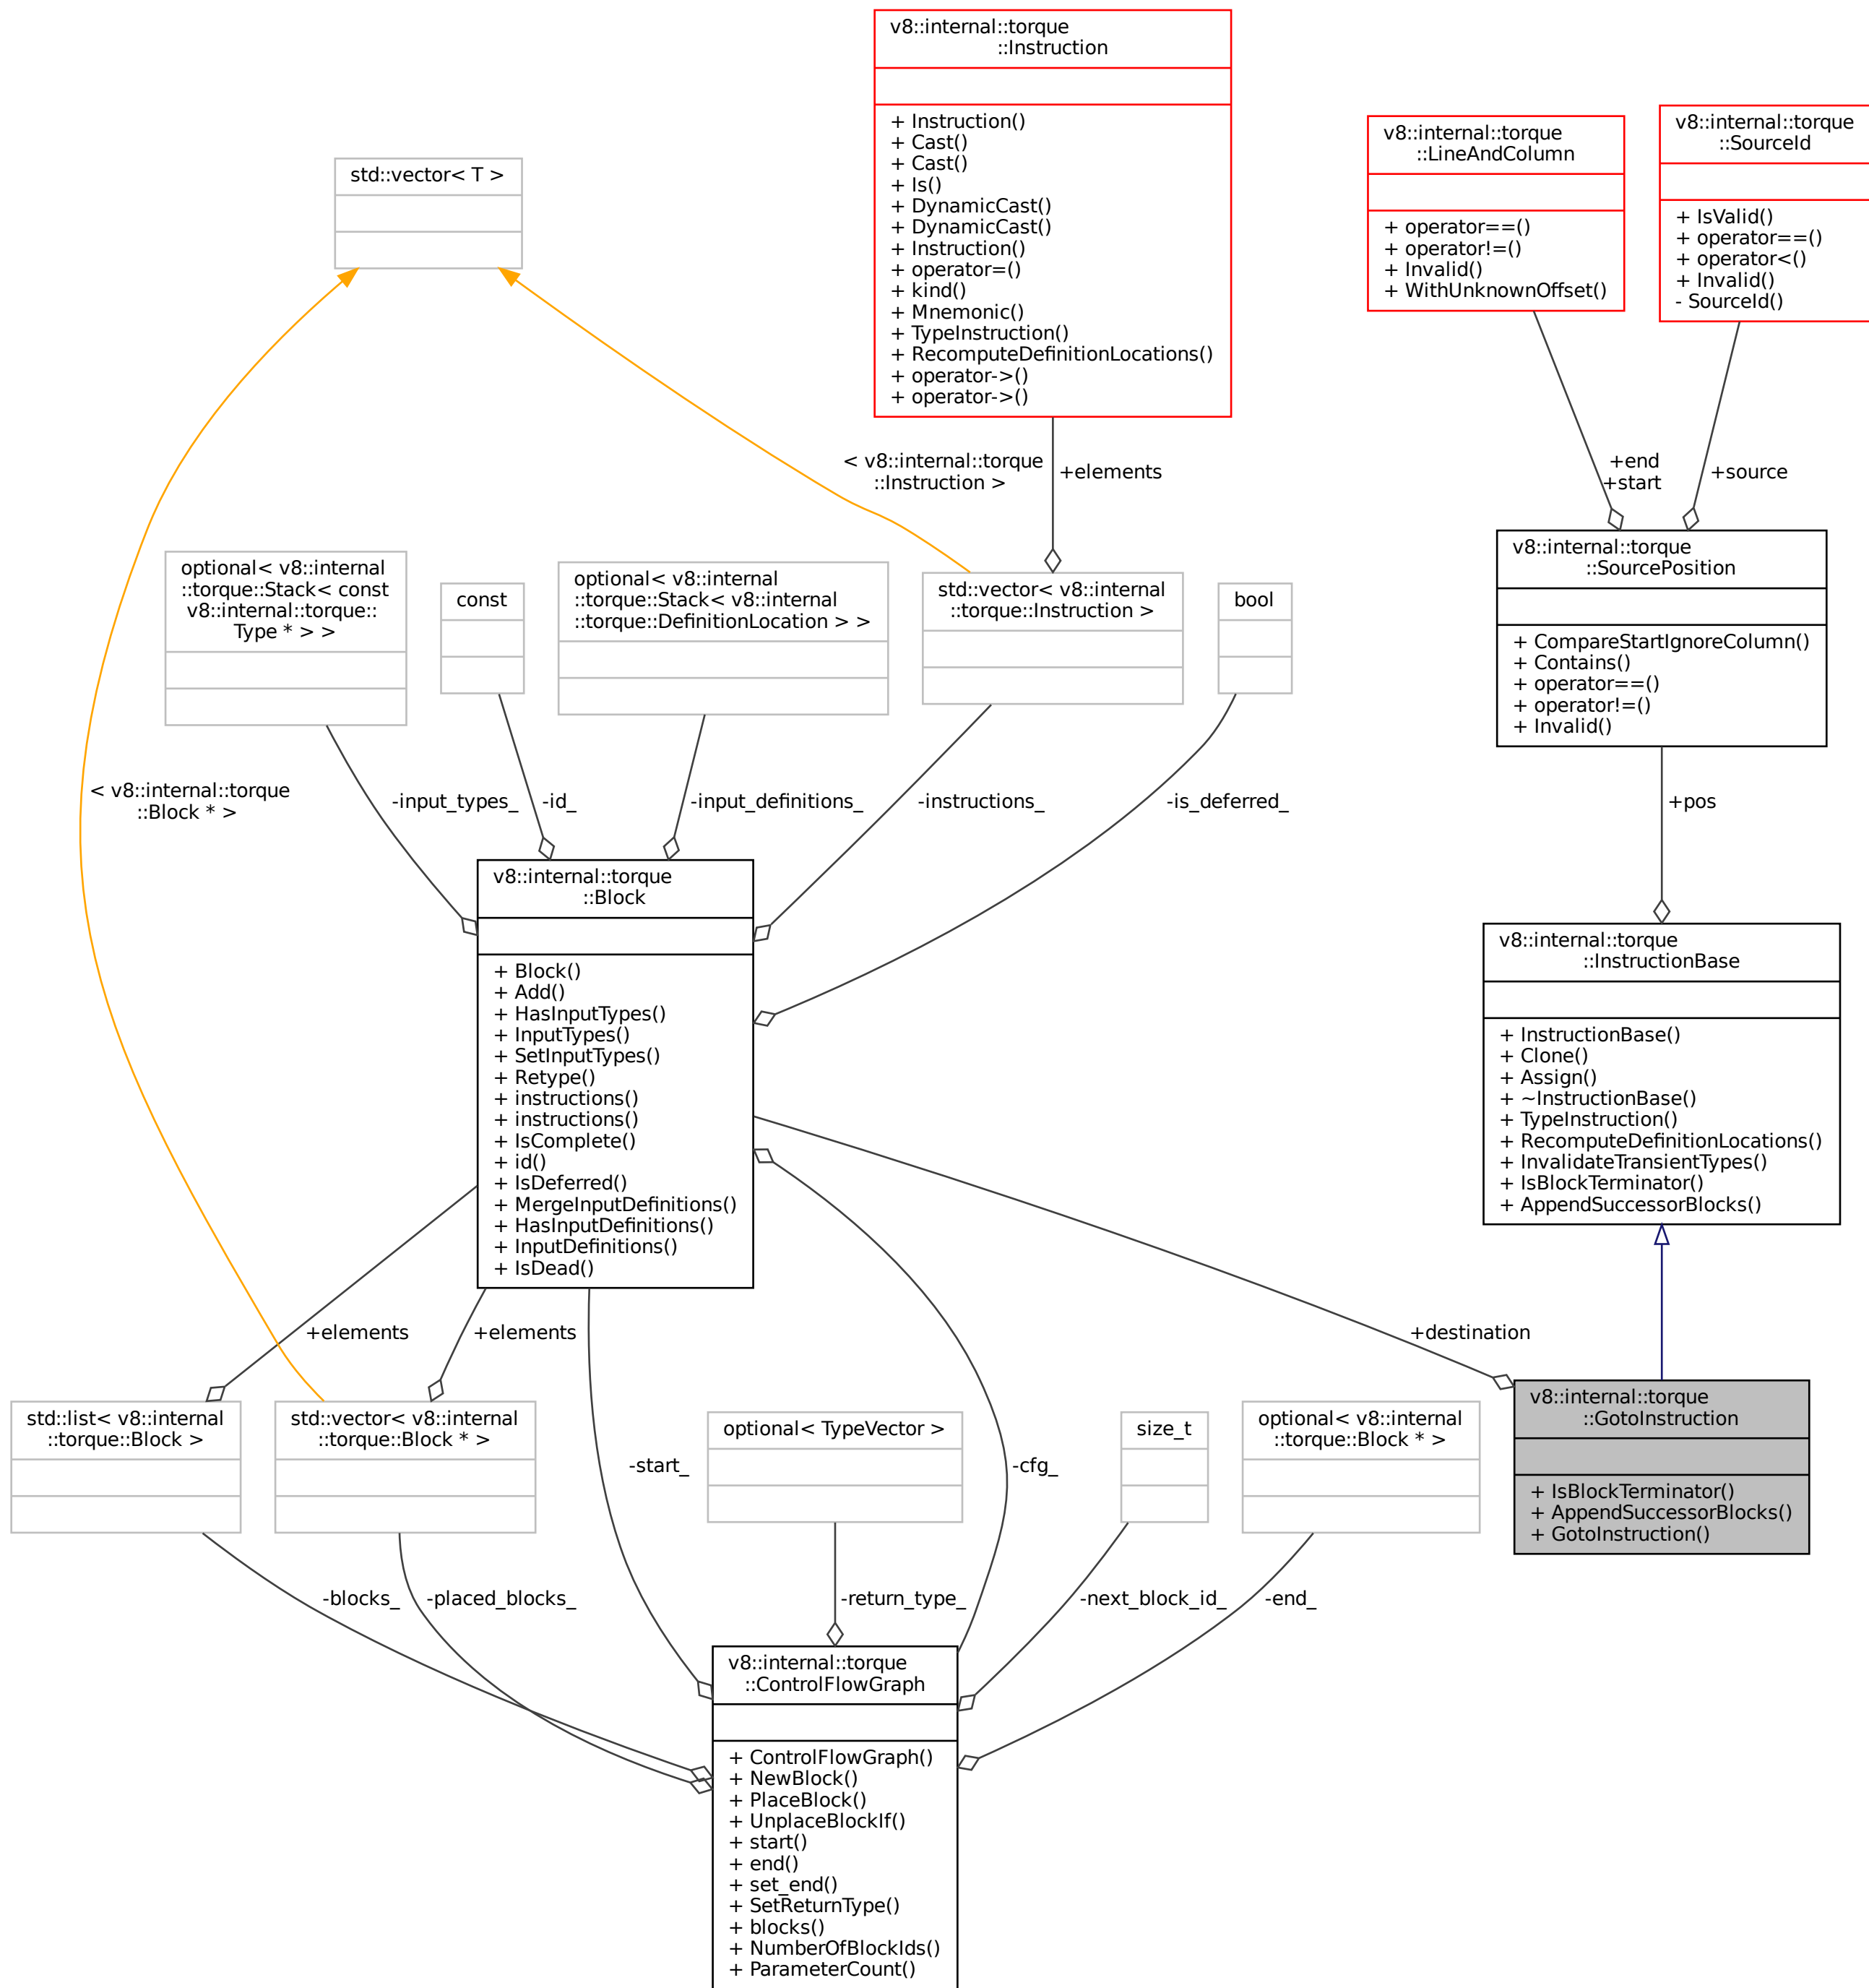 v8::internal::torque
::Instruction
+ Instruction()
+ Cast()
+ Cast()
+ Is()
+ DynamicCast()
+ DynamicCast()
+ Instruction()
+ operator=()
+ kind()
+ Mnemonic()
+ TypeInstruction()
+ RecomputeDefinitionLocations()
+ operator->()
+ operator->()
v8::internal::torque
::LineAndColumn
+ operator==()
+ operator!=()
+ Invalid()
+ WithUnknownOffset()
v8::internal::torque
::SourceId
+ IsValid()
+ operator==()
+ operator<()
+ Invalid()
- SourceId()
std::vector< T >
< v8::internal::torque
::Instruction >
+elements
+end
+start
+source
optional< v8::internal
::torque::Stack< const
v8::internal::torque::
Type * > >
const
optional< v8::internal
::torque::Stack< v8::internal
::torque::DefinitionLocation > >
std::vector< v8::internal
::torque::Instruction >
bool
v8::internal::torque
::SourcePosition
+ CompareStartIgnoreColumn()
+ Contains()
+ operator==()
+ operator!=()
+ Invalid()
< v8::internal::torque
::Block * >
-input_types_
-id_
-input_definitions_
-instructions_
-is_deferred_
+pos
v8::internal::torque
::Block
+ Block()
+ Add()
+ HasInputTypes()
+ InputTypes()
+ SetInputTypes()
+ Retype()
+ instructions()
+ instructions()
+ IsComplete()
+ id()
+ IsDeferred()
+ MergeInputDefinitions()
+ HasInputDefinitions()
+ InputDefinitions()
+ IsDead()
v8::internal::torque
::InstructionBase
+ InstructionBase()
+ Clone()
+ Assign()
+ ~InstructionBase()
+ TypeInstruction()
+ RecomputeDefinitionLocations()
+ InvalidateTransientTypes()
+ IsBlockTerminator()
+ AppendSuccessorBlocks()
+elements
+elements
+destination
std::list< v8::internal
::torque::Block >
std::vector< v8::internal
::torque::Block * >
-start_
optional< TypeVector >
-cfg_
size_t
optional< v8::internal
::torque::Block * >
v8::internal::torque
::GotoInstruction
+ IsBlockTerminator()
+ AppendSuccessorBlocks()
+ GotoInstruction()
-blocks_
-placed_blocks_
-return_type_
-next_block_id_
-end_
v8::internal::torque
::ControlFlowGraph
+ ControlFlowGraph()
+ NewBlock()
+ PlaceBlock()
+ UnplaceBlockIf()
+ start()
+ end()
+ set_end()
+ SetReturnType()
+ blocks()
+ NumberOfBlockIds()
+ ParameterCount()